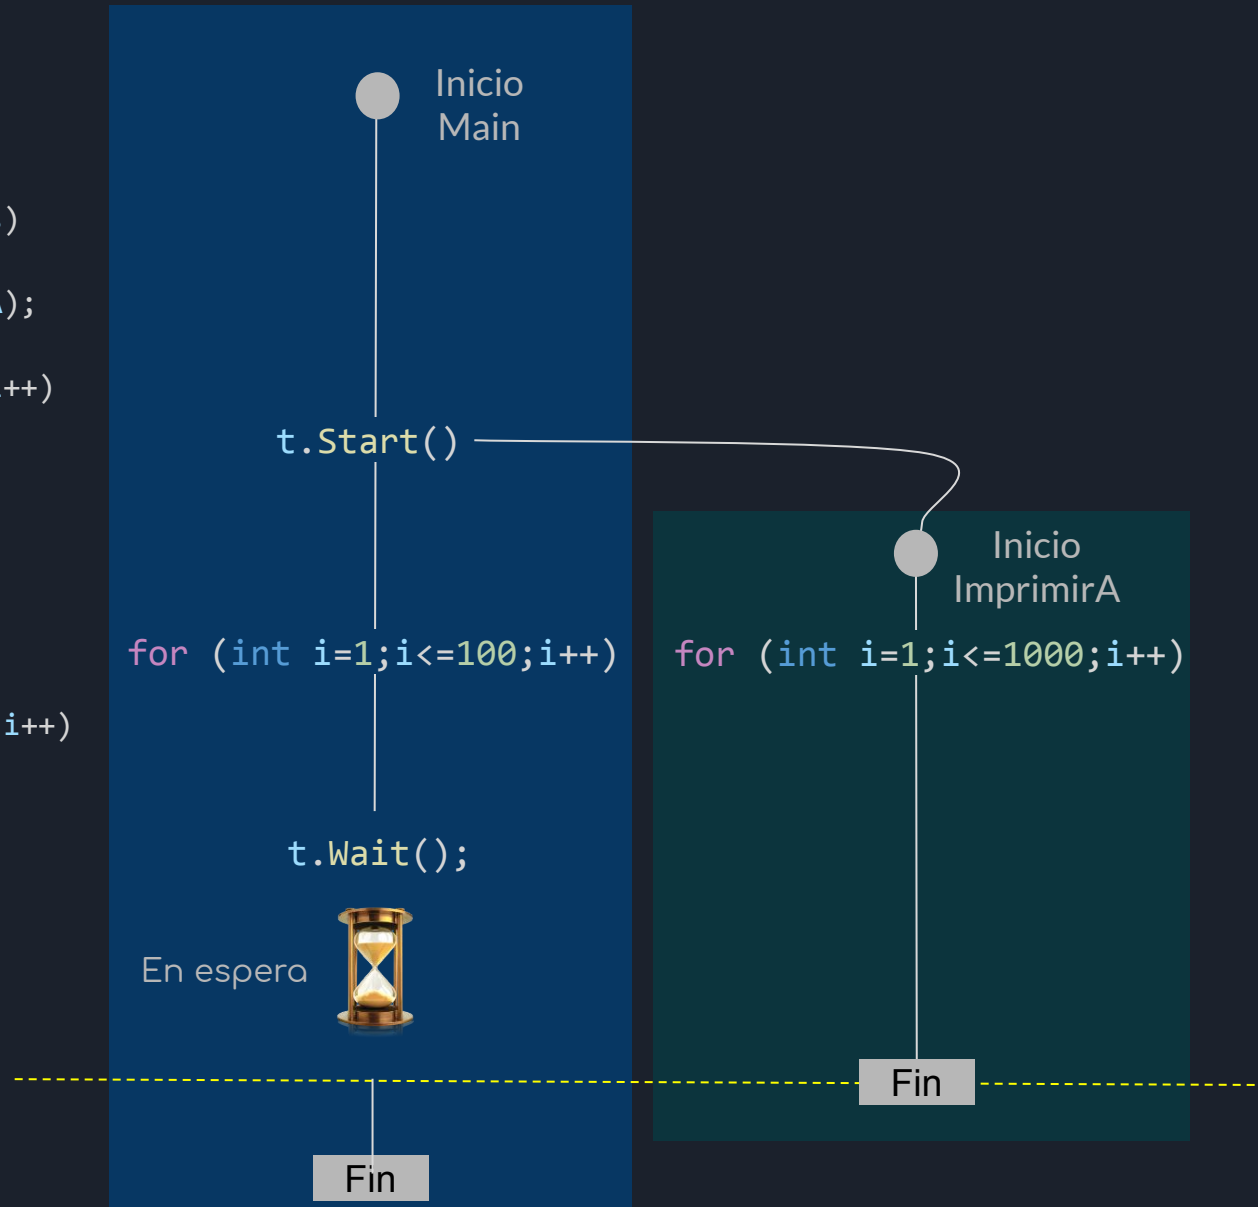 Inicio
Main
)
);
++)
t.Start()
Inicio
ImprimirA
for (int i=1;i<=100;i++)
for (int i=1;i<=1000;i++)
i++)
t.Wait();
En espera
Fin
Fin